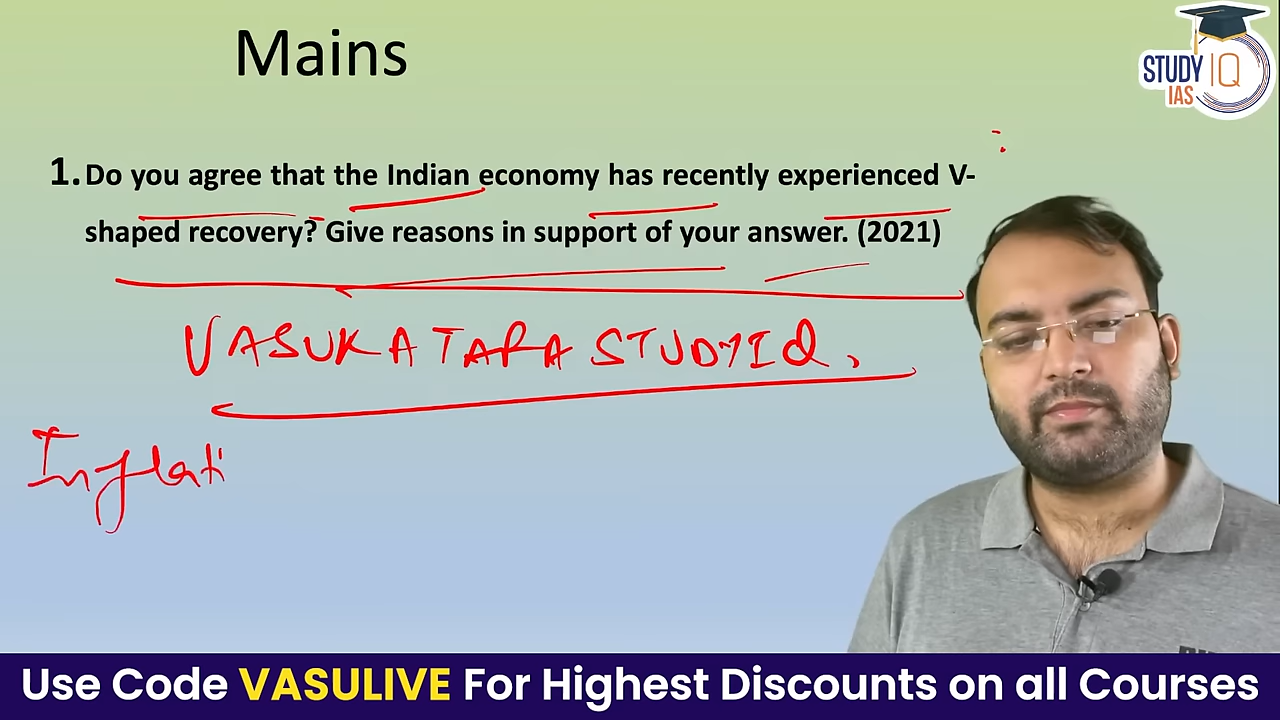 Mains
STUDY IQ
IAS
1. Do you agree that the Indian economy has recently experienced V-
shaped recovery? Give reasons in support of your answer. (2021)
VASUKATARA STUDYIQ.
Inflati
Use Code VASULIVE For Highest Discounts on all Courses